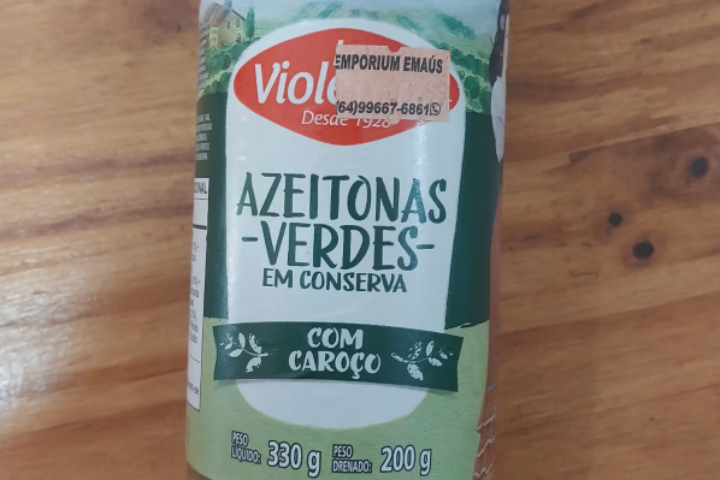 EMPORIUM EMAÚS
(64)99667-6861
Desde 1928
AZEITONAS
-VERDES-
EM CONSERVA
COM
CAROÇO
PESO LÍQUIDO: 330 g PESO DRENADO: 200 g